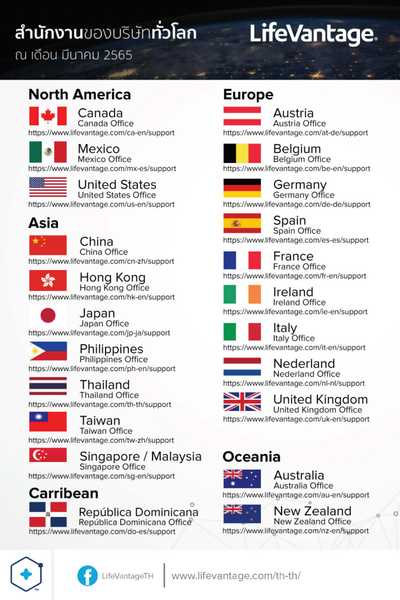 สำนักงานของบริษัททั่วโลก
ณ เดือน มีนาคม 2565
LifeVantage
North America
Canada
Canada Office
https://www.lifevantage.com/ca-en/support
Mexico
Mexico Office
https://www.lifevantage.com/mx-es/support
United States
United States Office
https://www.lifevantage.com/us-en/support
Asia
China
China Office
https://www.lifevantage.com/cn-zh/support
Hong Kong
Hong Kong Office
https://www.lifevantage.com/hk-en/support
Japan
Japan Office
https://www.lifevantage.com/jp-ja/support
Philippines
Philippines Office
https://www.lifevantage.com/ph-en/support
Thailand
Thailand Office
https://www.lifevantage.com/th-th/support
Taiwan
Taiwan Office
https://www.lifevantage.com/tw-zh/support
Singapore / Malaysia
Singapore Office
https://www.lifevantage.com/sg-en/support
Carribean
República Dominicana
República Dominicana Office
https://www.lifevantage.com/do-es/support
Europe
Austria
Austria Office
https://www.lifevantage.com/at-de/support
Belgium
Belgium Office
https://www.lifevantage.com/be-en/support
Germany
Germany Office
https://www.lifevantage.com/de-de/support
Spain
Spain Office
https://www.lifevantage.com/es-es/support
France
France Office
https://www.lifevantage.com/fr-en/support
Ireland
Ireland Office
https://www.lifevantage.com/ie-en/support
Italy
Italy Office
https://www.lifevantage.com/it-en/support
Nederland
Nederland Office
https://www.lifevantage.com/nl-nl/support
United Kingdom
United Kingdom Office
https://www.lifevantage.com/uk-en/support
Oceania
Australia
Australia Office
https://www.lifevantage.com/au-en/support
New Zealand
New Zealand Office
https://www.lifevantage.com/nz-en/support
LifeVantageTH
www.lifevantage.com/th-th/